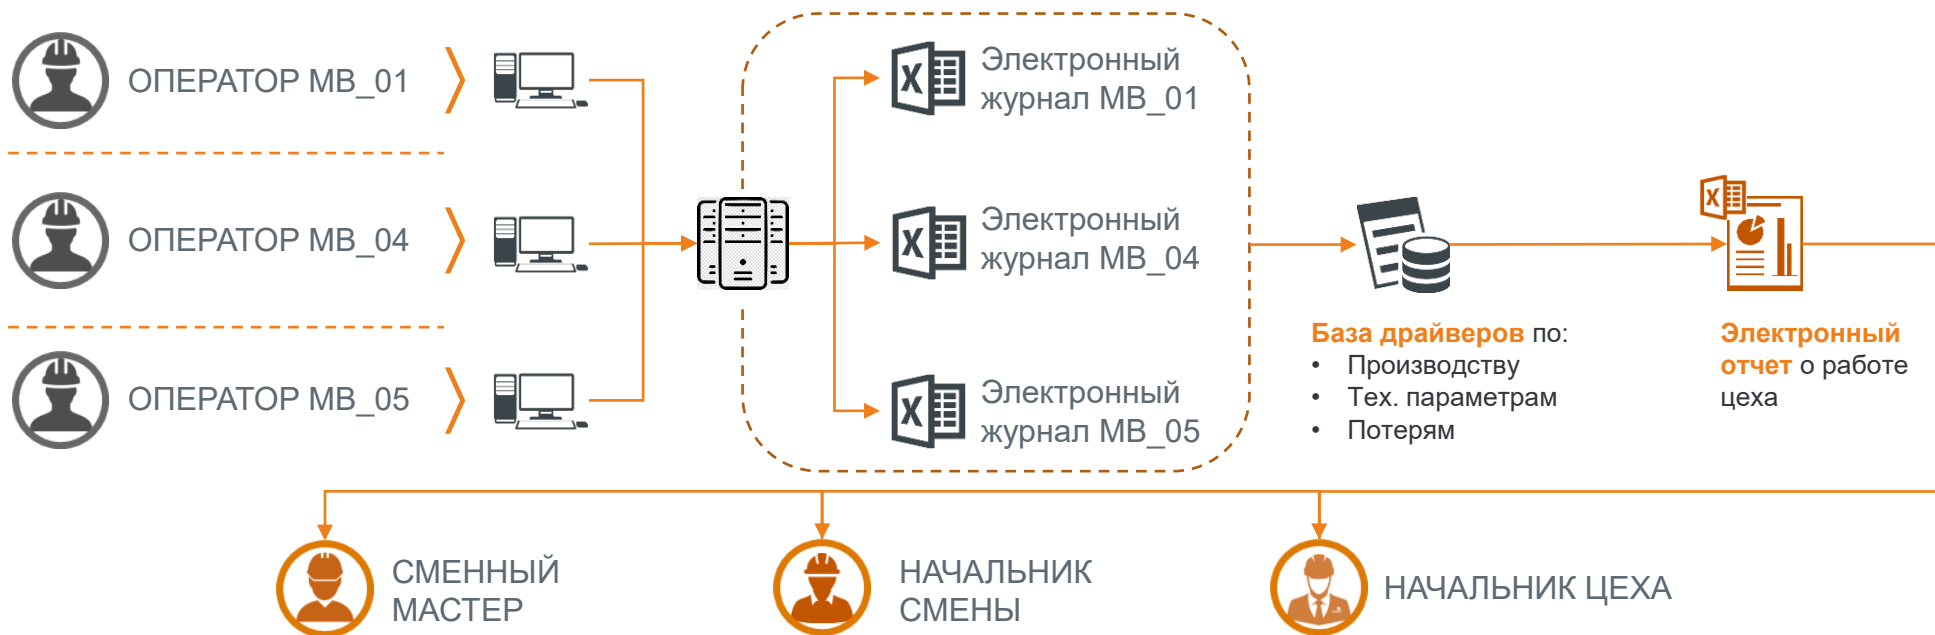 ОПЕРАТОР МВ_01
Электронный
журнал МВ_01
ОПЕРАТОР МВ_04
Электронный
журнал МВ_04
ОПЕРАТОР МВ_05
Электронный
журнал МВ_05
База драйверов по:
• Производству
• Тех. параметрам
• Потерям
Электронный
отчет о работе
цеха
СМЕННЫЙ
МАСТЕР
НАЧАЛЬНИК
СМЕНЫ
НАЧАЛЬНИК ЦЕХА